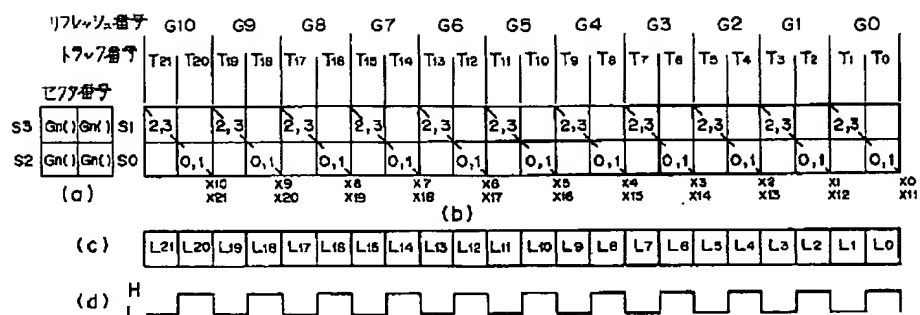 リフレッシュ番号 G10 G9 G8 G7 G6 G5 G4 G3 G2 G1 G0
トラック番号 T21 T20 T19 T18 T17 T16 T15 T14 T13 T12 T11 T10 T9 T8 T7 T6 T5 T4 T3 T2 T1 T0
セクタ番号
S3 Gn() Gn() S1 2,3 2,3 2,3 2,3 2,3 2,3 2,3 2,3 2,3 2,3 2,3
S2 Gn() Gn() S0 0,1 0,1 0,1 0,1 0,1 0,1 0,1 0,1 0,1 0,1 0,1
X10 X9 X8 X7 X6 X5 X4 X3 X2 X1 X0
X21 X20 X19 X18 X17 X16 X15 X14 X13 X12 X11
(a) (b)
(c) L21 L20 L19 L18 L17 L16 L15 L14 L13 L12 L11 L10 L9 L8 L7 L6 L5 L4 L3 L2 L1 L0
(d) H
L